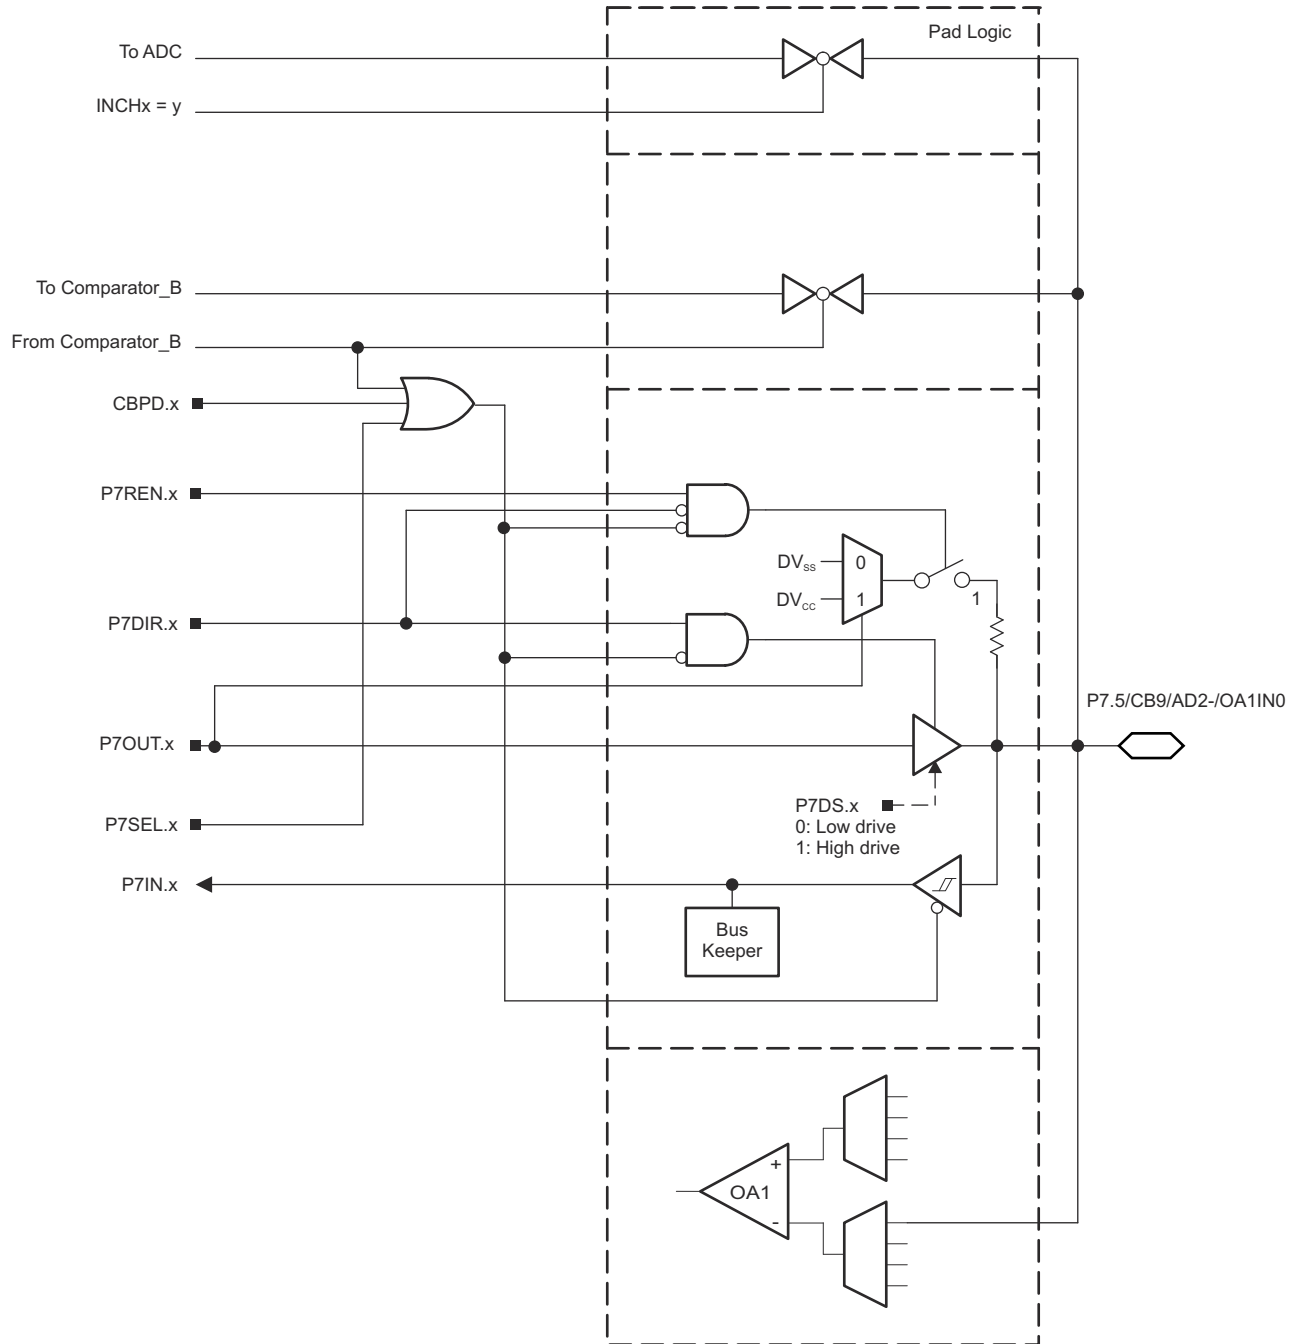 Pad Logic
To ADC
INCHx = y
To Comparator_B
From Comparator_B
CBPD.x
P7REN.x
DVSS
0
DVCC
1
1
P7DIR.x
P7.5/CB9/AD2-/OA1IN0
P7OUT.x
P7DS.x
0: Low drive
1: High drive
P7SEL.x
P7IN.x
Bus
Keeper
+
OA1
-